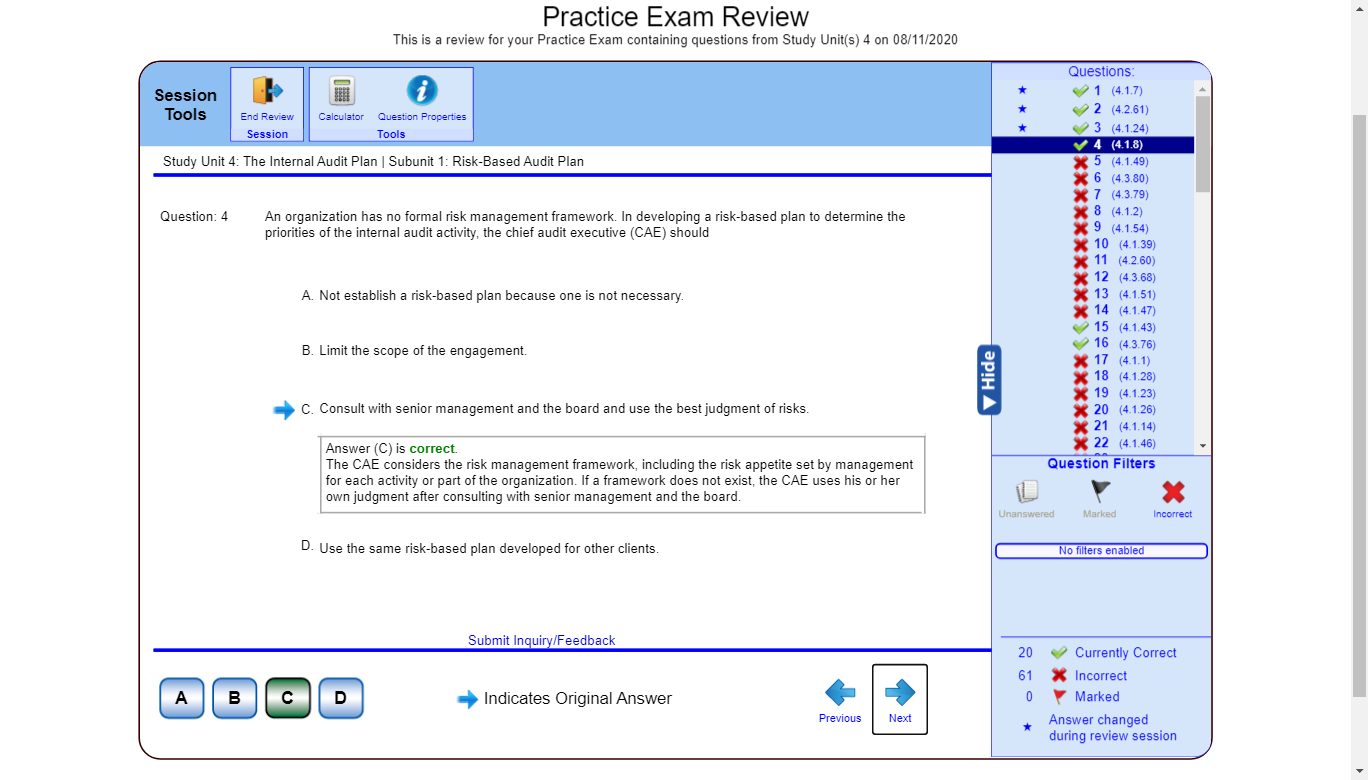 Practice Exam Review
This is a review for your Practice Exam containing questions from Study Unit(s) 4 on 08/11/2020
Session
Tools
End Review
Session
Calculator
Question Properties
Tools
Study Unit 4: The Internal Audit Plan | Subunit 1: Risk-Based Audit Plan
Question: 4
An organization has no formal risk management framework. In developing a risk-based plan to determine the
priorities of the internal audit activity, the chief audit executive (CAE) should
A. Not establish a risk-based plan because one is not necessary.
B. Limit the scope of the engagement.
C. Consult with senior management and the board and use the best judgment of risks.
Answer (C) is correct.
The CAE considers the risk management framework, including the risk appetite set by management
for each activity or part of the organization. If a framework does not exist, the CAE uses his or her
own judgment after consulting with senior management and the board.
D. Use the same risk-based plan developed for other clients.
Submit Inquiry/Feedback
A
B
C
D
Indicates Original Answer
Previous
Next
Hide
Questions:
1 (4.1.7)
2 (4.2.61)
3 (4.1.24)
4 (4.1.8)
5 (4.1.49)
6 (4.3.80)
7 (4.3.79)
8 (4.1.2)
9 (4.1.54)
10 (4.1.39)
11 (4.2.60)
12 (4.3.68)
13 (4.1.51)
14 (4.1.47)
15 (4.1.43)
16 (4.3.76)
17 (4.1.1)
18 (4.1.28)
19 (4.1.23)
20 (4.1.26)
21 (4.1.14)
22 (4.1.46)
Question Filters
Unanswered
Marked
Incorrect
No filters enabled
20 Currently Correct
61 Incorrect
0 Marked
Answer changed
during review session